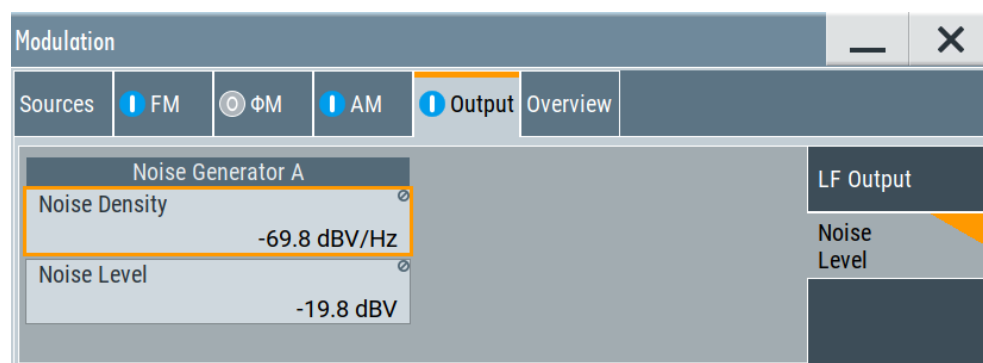 Modulation
Sources FM ΦM AM Output Overview
Noise Generator A
Noise Density
-69.8 dBV/Hz
Noise Level
-19.8 dBV
LF Output
Noise
Level